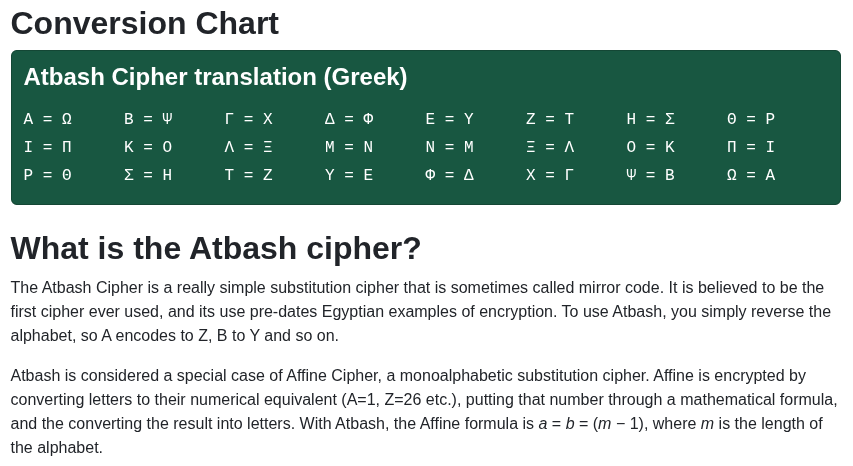 Conversion Chart
Atbash Cipher translation (Greek)
Α = Ω Β = Ψ Γ = Χ Δ = Φ Ε = Υ Ζ = Τ Η = Σ Θ = Ρ
Ι = Π Κ = Ο Λ = Ξ Μ = Ν Ν = Μ Ξ = Λ Ο = Κ Π = Ι
Ρ = Θ Σ = Η Τ = Ζ Υ = Ε Φ = Δ Χ = Γ Ψ = Β Ω = Α
What is the Atbash cipher?
The Atbash Cipher is a really simple substitution cipher that is sometimes called mirror code. It is believed to be the
first cipher ever used, and its use pre-dates Egyptian examples of encryption. To use Atbash, you simply reverse the
alphabet, so A encodes to Z, B to Y and so on.
Atbash is considered a special case of Affine Cipher, a monoalphabetic substitution cipher. Affine is encrypted by
converting letters to their numerical equivalent (A=1, Z=26 etc.), putting that number through a mathematical formula,
and the converting the result into letters. With Atbash, the Affine formula is a = b = (m − 1), where m is the length of
the alphabet.